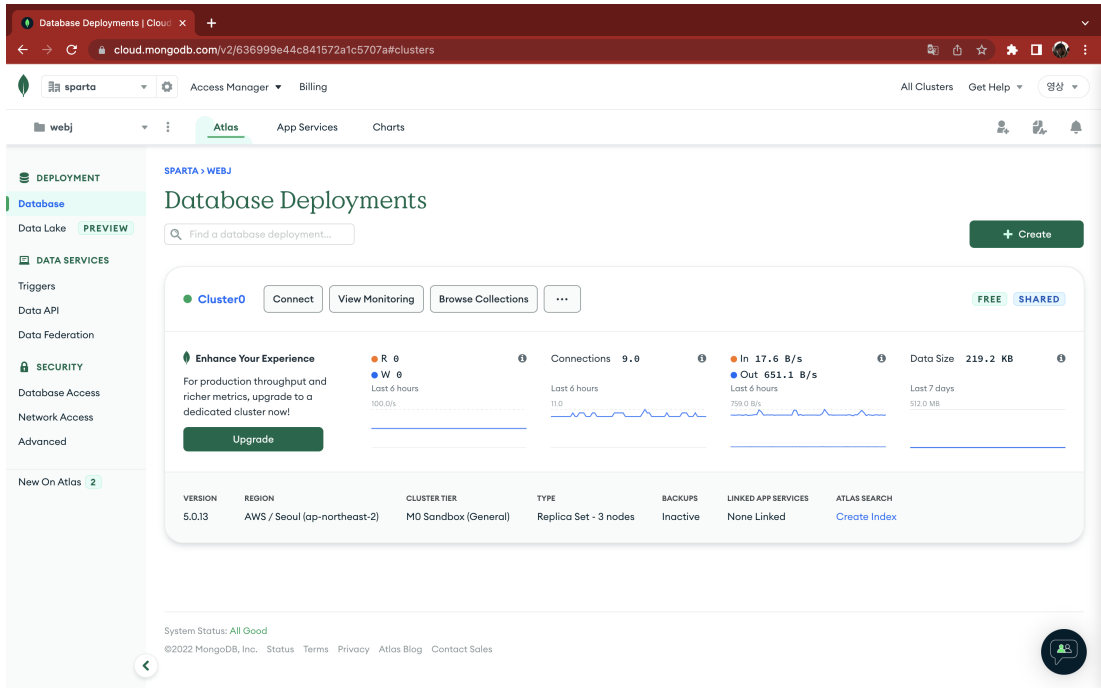 Database Deployments | Cloud
cloud.mongodb.com/v2/636999e44c841572a1c5707a#clusters
sparta
Access Manager
Billing
All Clusters
Get Help
영상
webj
Atlas
App Services
Charts
DEPLOYMENT
Database
Data Lake PREVIEW
DATA SERVICES
Triggers
Data API
Data Federation
SECURITY
Database Access
Network Access
Advanced
New On Atlas 2
SPARTA > WEBJ
Database Deployments
Find a database deployment...
+ Create
Cluster0
Connect
View Monitoring
Browse Collections
...
FREE
SHARED
Enhance Your Experience
For production throughput and
richer metrics, upgrade to a
dedicated cluster now!
Upgrade
R 0
W 0
Last 6 hours
100.0/s
Connections 9.0
Last 6 hours
11.0
In 17.6 B/s
Out 651.1 B/s
Last 6 hours
759.0 B/s
Data Size 219.2 KB
Last 7 days
512.0 MB
VERSION
5.0.13
REGION
AWS / Seoul (ap-northeast-2)
CLUSTER TIER
M0 Sandbox (General)
TYPE
Replica Set - 3 nodes
BACKUPS
Inactive
LINKED APP SERVICES
None Linked
ATLAS SEARCH
Create Index
System Status: All Good
©2022 MongoDB, Inc. Status Terms Privacy Atlas Blog Contact Sales